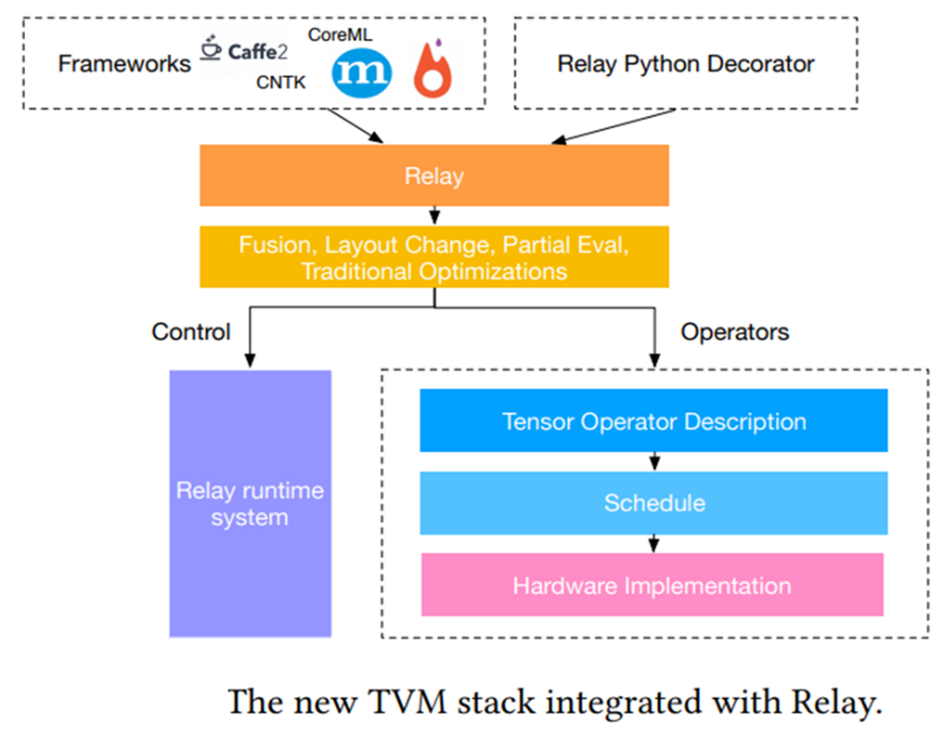 Frameworks
Caffe2
CoreML
CNTK
m
Relay Python Decorator
Relay
Fusion, Layout Change, Partial Eval,
Traditional Optimizations
Control
Operators
Relay runtime
system
Tensor Operator Description
Schedule
Hardware Implementation
The new TVM stack integrated with Relay.